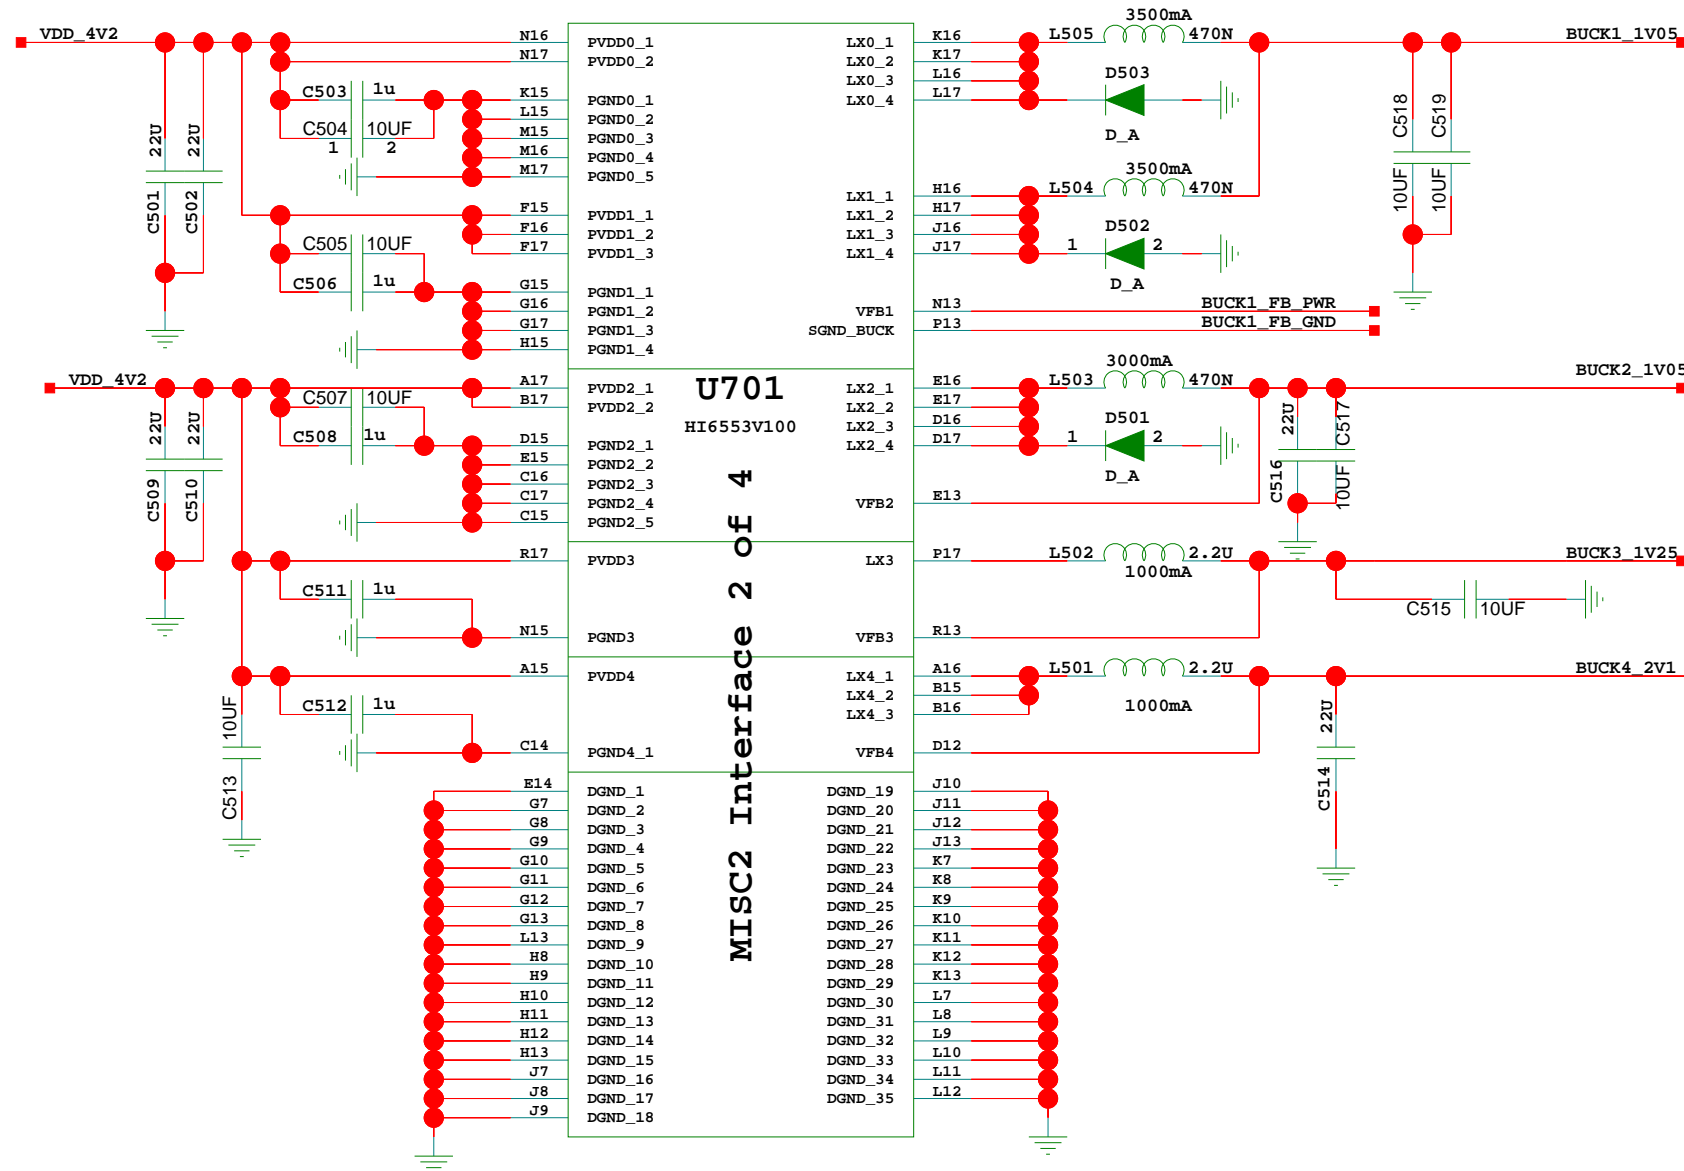 VDD_4V2
22U
22U
C501
C502
C503
1u
C504
10UF
1
2
C505
10UF
C506
1u
N16 PVDD0_1
N17 PVDD0_2
K15 PGND0_1
L15 PGND0_2
M15 PGND0_3
M16 PGND0_4
M17 PGND0_5
F15 PVDD1_1
F16 PVDD1_2
F17 PVDD1_3
G15 PGND1_1
G16 PGND1_2
G17 PGND1_3
H15 PGND1_4
LX0_1 K16
LX0_2 K17
LX0_3 L16
LX0_4 L17
LX1_1 H16
LX1_2 H17
LX1_3 J16
LX1_4 J17
VFB1 N13
SGND_BUCK P13
3500mA
L505 470N
D503
D_A
3500mA
L504 470N
D502
1 2
D_A
BUCK1_1V05
C518
C519
10UF
10UF
BUCK1_FB_PWR
BUCK1_FB_GND
VDD_4V2
22U
22U
C509
C510
C507
10UF
C508
1u
A17 PVDD2_1
B17 PVDD2_2
D15 PGND2_1
E15 PGND2_2
C16 PGND2_3
C17 PGND2_4
C15 PGND2_5
U701
HI6553V100
MISC2 Interface 2 of 4
LX2_1 E16
LX2_2 E17
LX2_3 D16
LX2_4 D17
VFB2 E13
3000mA
L503 470N
D501
1 2
D_A
BUCK2_1V05
22U
C517
C516
10UF
R17 PVDD3
C511
1u
N15 PGND3
LX3 P17
VFB3 R13
L502 2.2U
1000mA
BUCK3_1V25
C515 10UF
A15 PVDD4
C512
1u
C14 PGND4_1
10UF
C513
LX4_1 A16
LX4_2 B15
LX4_3 B16
VFB4 D12
L501 2.2U
1000mA
BUCK4_2V1
22U
C514
E14 DGND_1
G7 DGND_2
G8 DGND_3
G9 DGND_4
G10 DGND_5
G11 DGND_6
G12 DGND_7
G13 DGND_8
L13 DGND_9
H8 DGND_10
H9 DGND_11
H10 DGND_12
H11 DGND_13
H12 DGND_14
H13 DGND_15
J7 DGND_16
J8 DGND_17
J9 DGND_18
DGND_19 J10
DGND_20 J11
DGND_21 J12
DGND_22 J13
DGND_23 K7
DGND_24 K8
DGND_25 K9
DGND_26 K10
DGND_27 K11
DGND_28 K12
DGND_29 K13
DGND_30 L7
DGND_31 L8
DGND_32 L9
DGND_33 L10
DGND_34 L11
DGND_35 L12